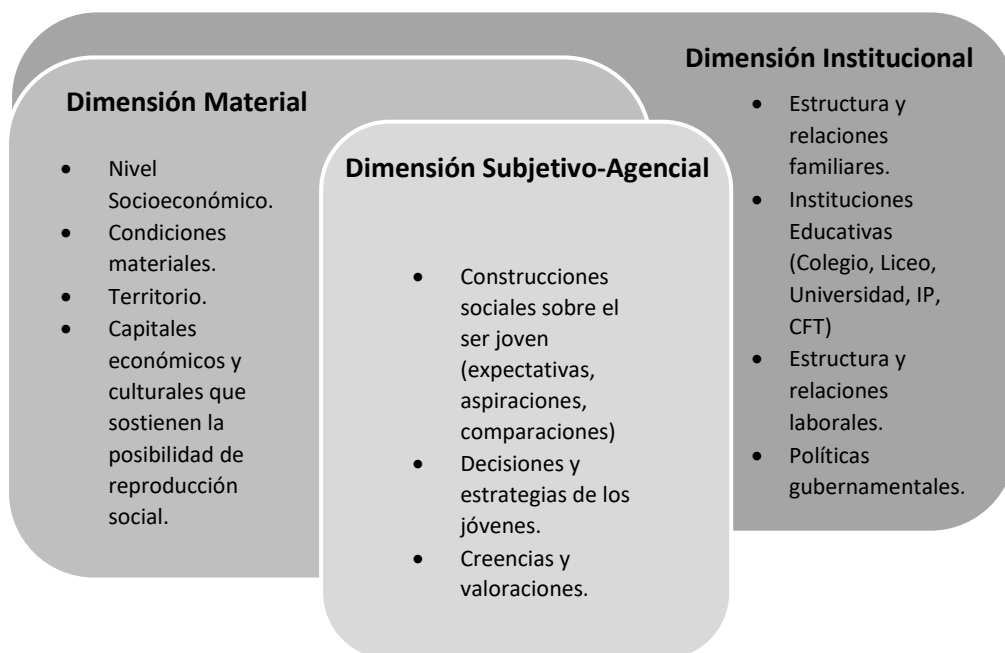 Dimensión Material
• Nivel
Socioeconómico.
• Condiciones
materiales.
• Territorio.
• Capitales
económicos y
culturales que
sostienen la
posibilidad de
reproducción
social.
Dimensión Subjetivo-Agencial
• Construcciones
sociales sobre el
ser joven
(expectativas,
aspiraciones,
comparaciones)
• Decisiones y
estrategias de los
jóvenes.
• Creencias y
valoraciones.
Dimensión Institucional
• Estructura y
relaciones
familiares.
• Instituciones
Educativas
(Colegio, Liceo,
Universidad, IP,
CFT)
• Estructura y
relaciones
laborales.
• Políticas
gubernamentales.